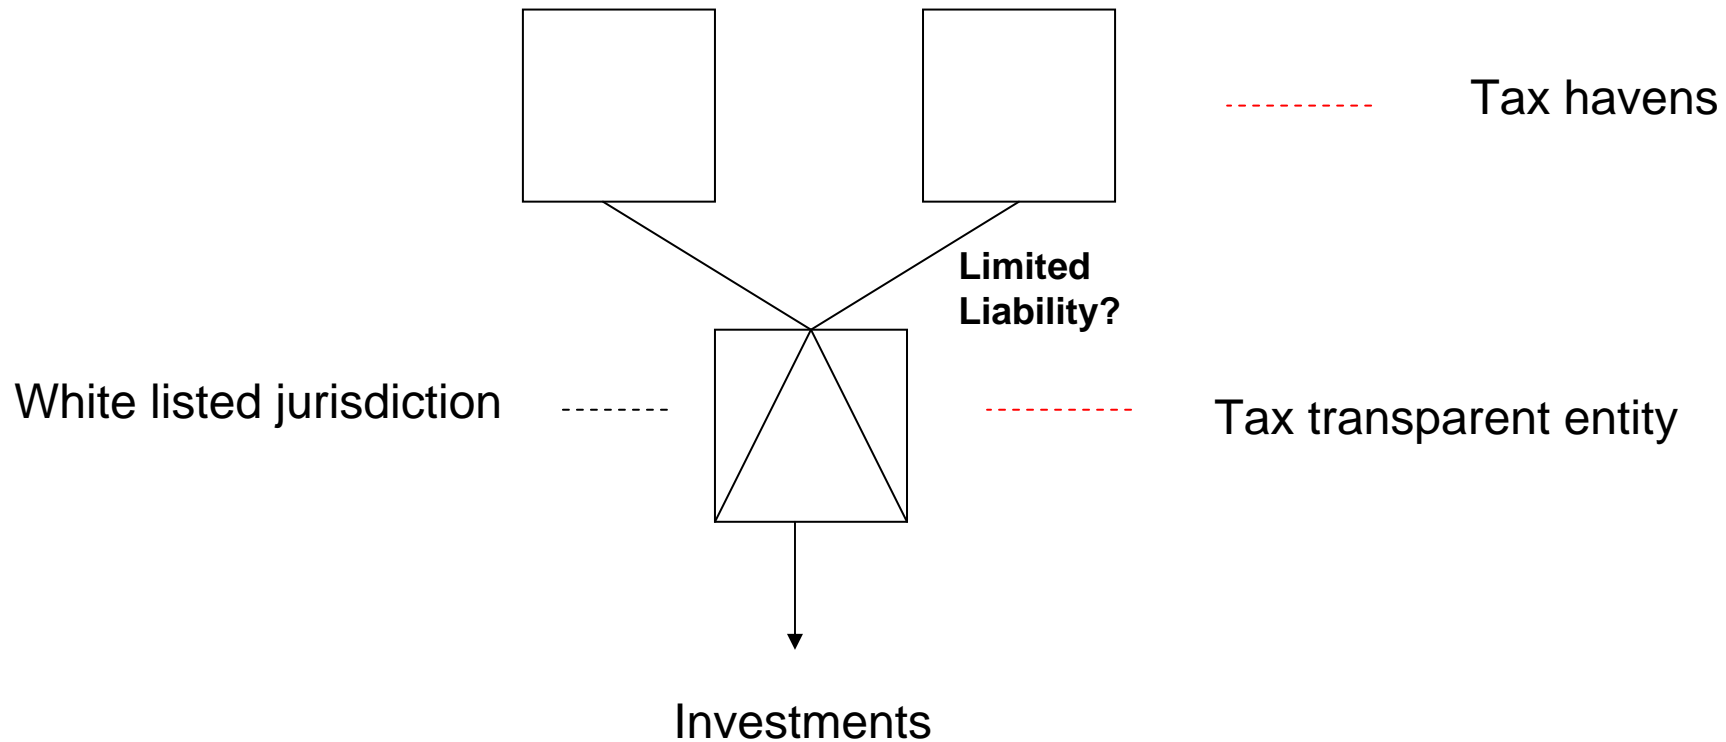 Tax havens
Limited
Liability?
White listed jurisdiction
Tax transparent entity
Investments